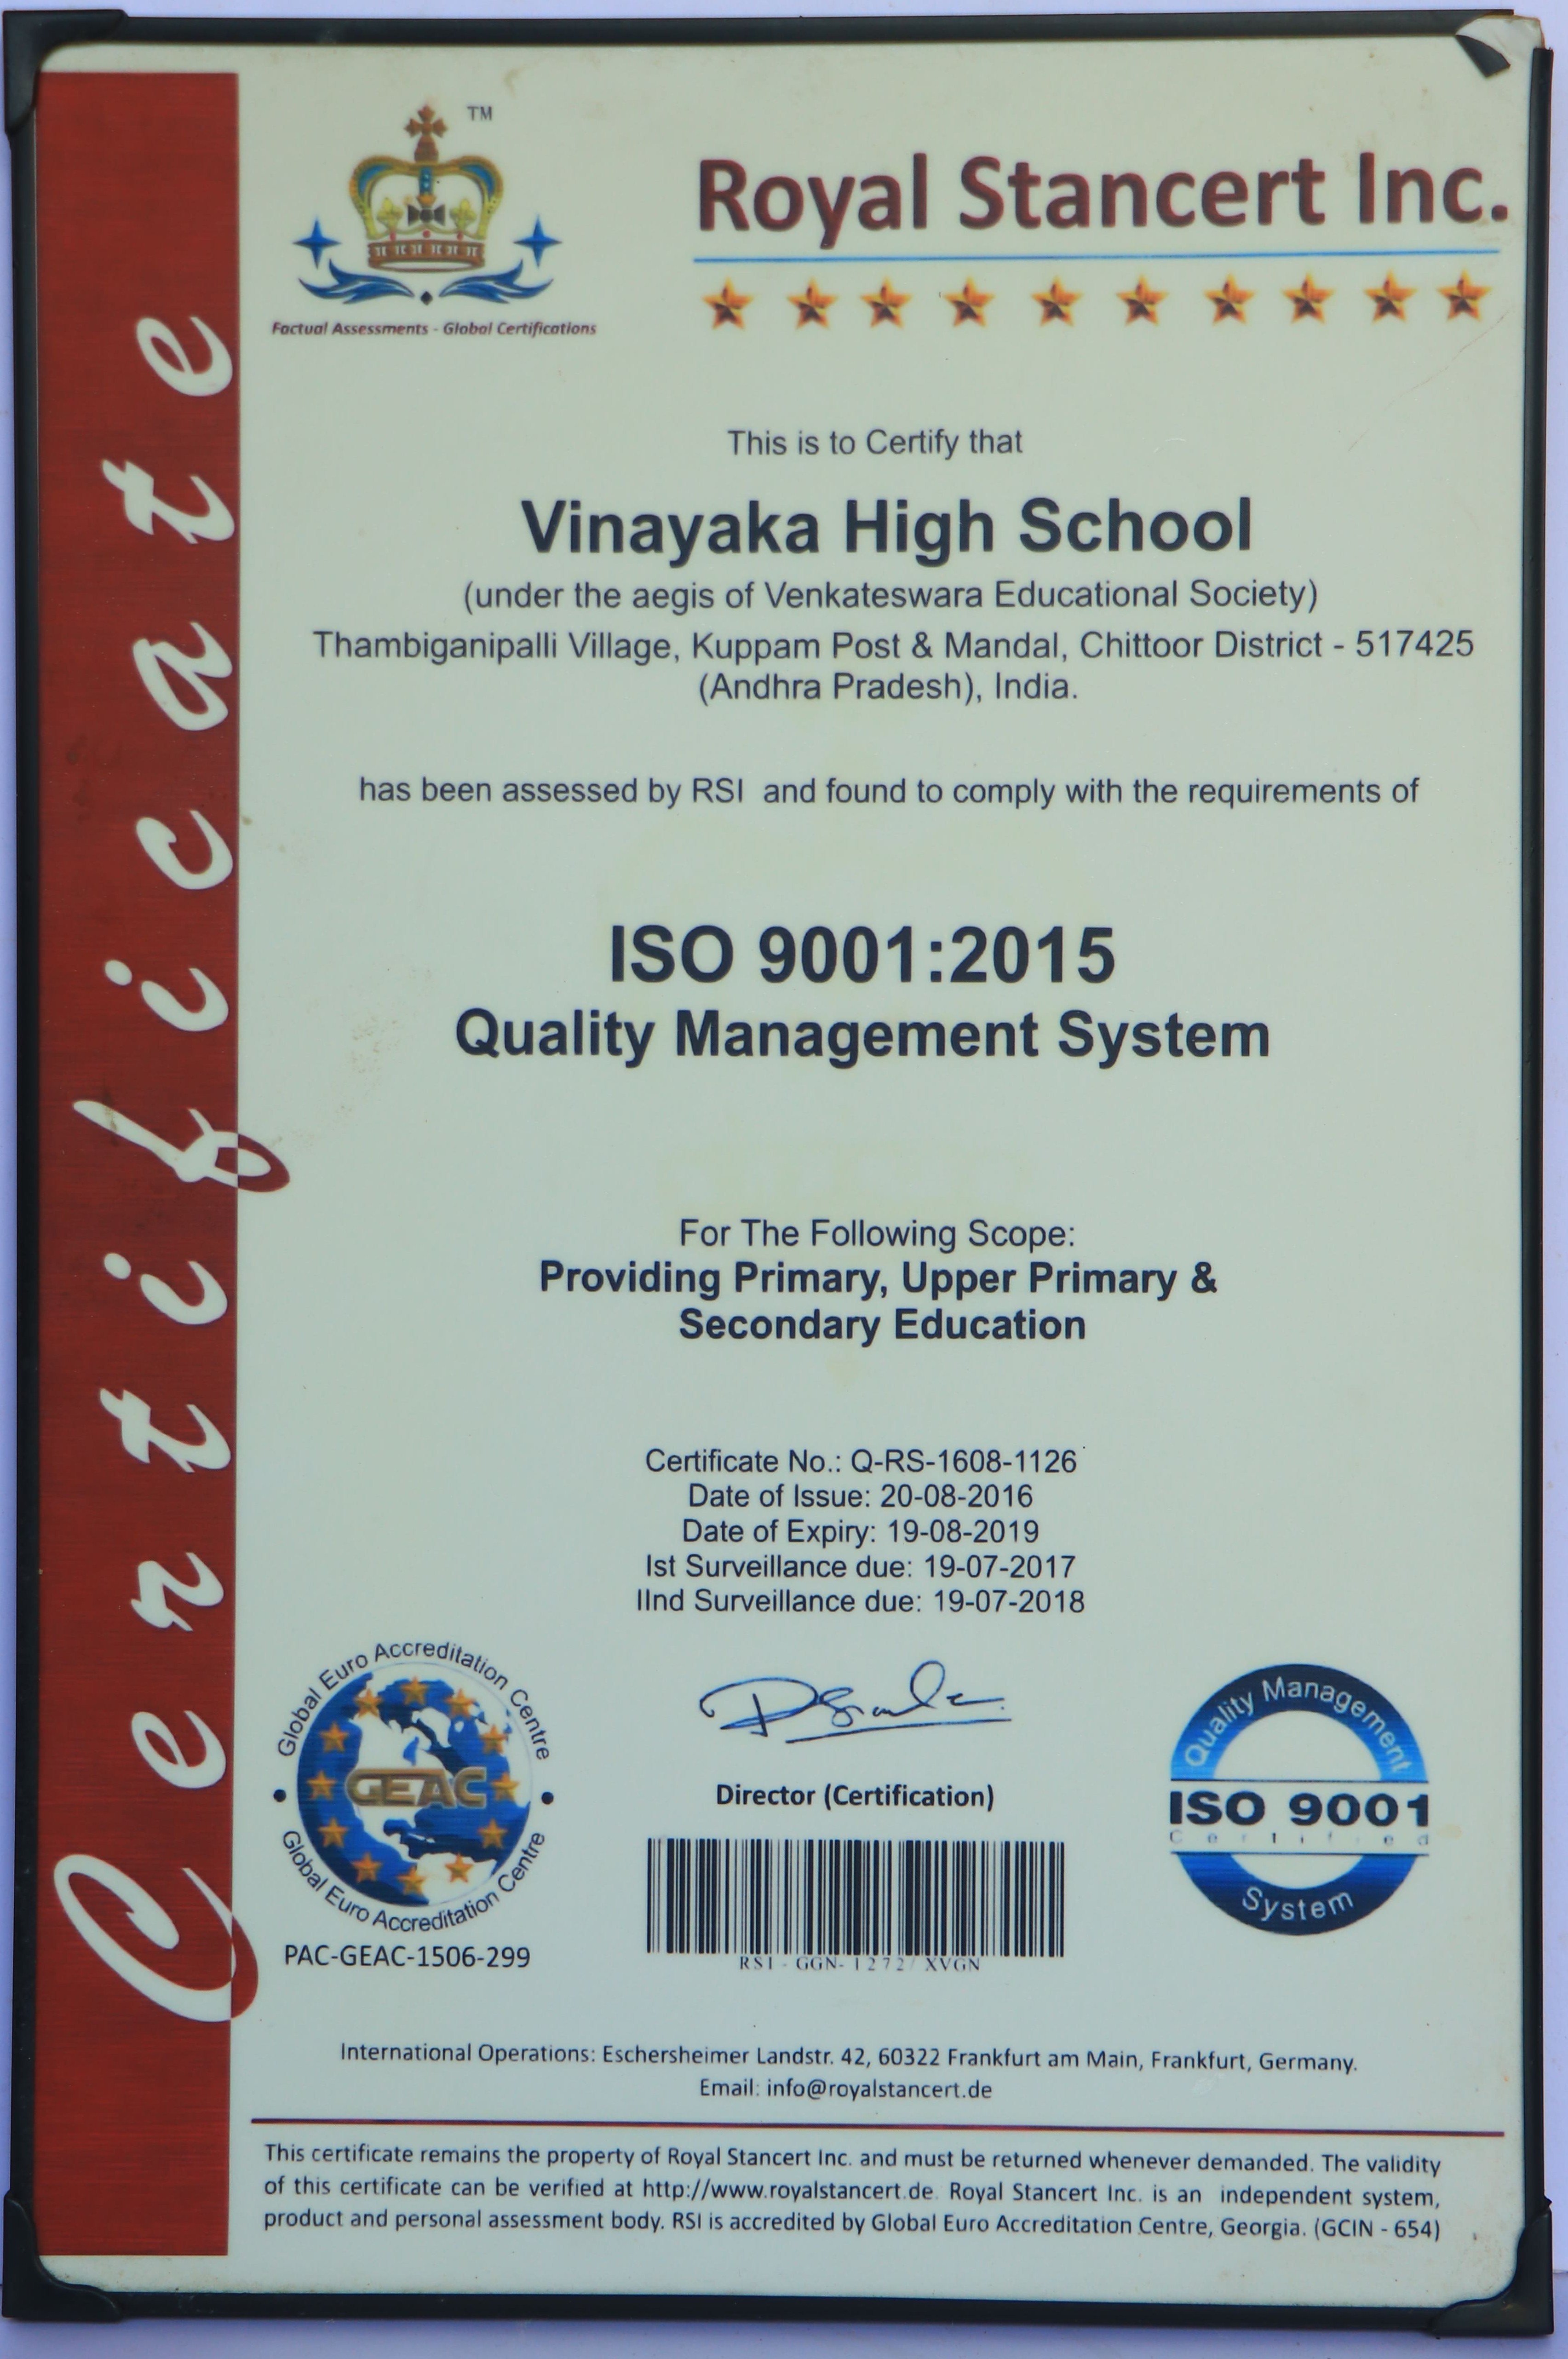 Certificate
TM
Factual Assessments - Global Certifications
Royal Stancert Inc.
This is to Certify that
Vinayaka High School
(under the aegis of Venkateswara Educational Society)
Thambiganipalli Village, Kuppam Post & Mandal, Chittoor District - 517425
(Andhra Pradesh), India.
has been assessed by RSI and found to comply with the requirements of
ISO 9001:2015
Quality Management System
For The Following Scope:
Providing Primary, Upper Primary &
Secondary Education
Certificate No.: Q-RS-1608-1126
Date of Issue: 20-08-2016
Date of Expiry: 19-08-2019
Ist Surveillance due: 19-07-2017
IInd Surveillance due: 19-07-2018
Global Euro Accreditation Centre
GEAC
Global Euro Accreditation Centre
PAC-GEAC-1506-299
Director (Certification)
RSI - GGN- 1272/ XVGN
Quality Management
ISO 9001
Certified
System
International Operations: Eschersheimer Landstr. 42, 60322 Frankfurt am Main, Frankfurt, Germany.
Email: info@royalstancert.de
This certificate remains the property of Royal Stancert Inc. and must be returned whenever demanded. The validity
of this certificate can be verified at http://www.royalstancert.de. Royal Stancert Inc. is an independent system,
product and personal assessment body. RSI is accredited by Global Euro Accreditation Centre, Georgia. (GCIN - 654)